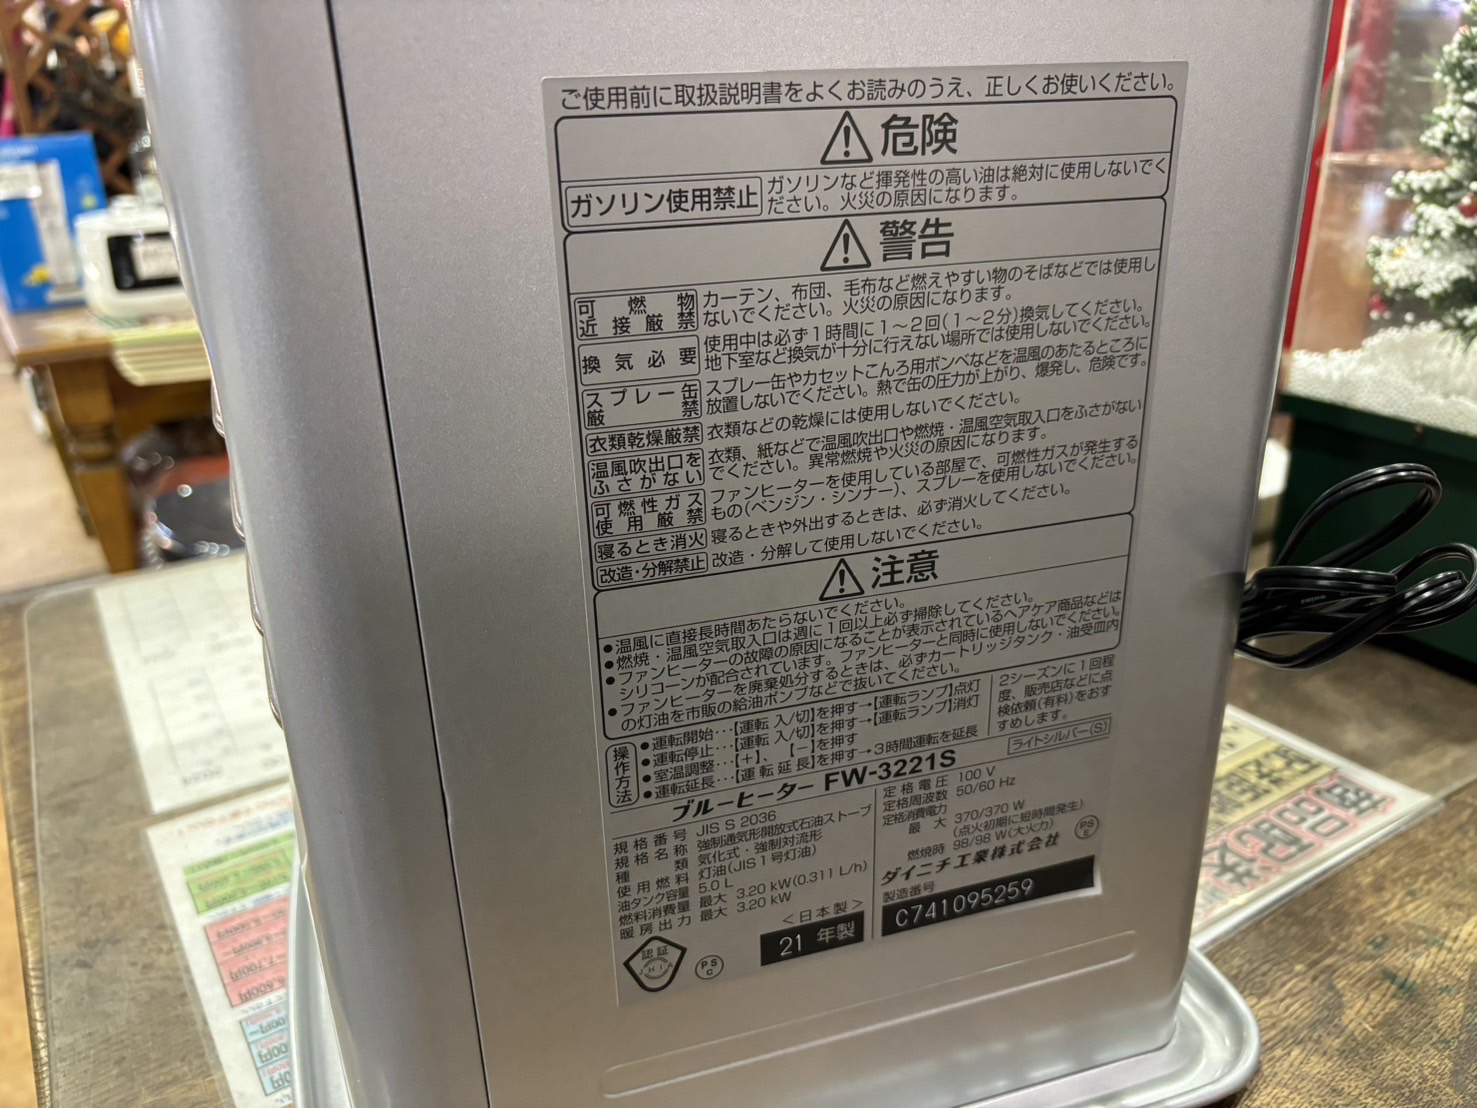 ご使用前に取扱説明書をよくお読みのうえ、正しくお使いください。
危険
ガソリン使用禁止
ガソリンなど揮発性の高い油は絶対に使用しないでく
ださい。火災の原因になります。
警告
可燃物
近接厳禁
カーテン、布団、毛布など燃えやすい物のそばなどでは使用し
ないでください。火災の原因になります。
換気必要
使用中は必ず1時間に1～2回(1～2分)換気してください。
地下室など換気が十分に行えない場所では使用しないでください。
スプレー缶
厳禁
スプレー缶やカセットこんろ用ボンベなどを温風のあたるところに
放置しないでください。熱で缶の圧力が上がり、爆発し、危険です。
衣類乾燥厳禁
衣類などの乾燥には使用しないでください。
温風吹出口を
ふさがない
衣類、紙などで温風吹出口や燃焼・温風空気取入口をふさがない
でください。異常燃焼や火災の原因になります。
可燃性ガス
使用厳禁
ファンヒーターを使用している部屋で、可燃性ガスが発生する
もの(ベンジン・シンナー)、スプレーを使用しないでください。
寝るとき消火
寝るときや外出するときは、必ず消火してください。
改造・分解禁止
改造・分解して使用しないでください。
注意
●温風に直接長時間あたらないでください。
●燃焼・温風空気取入口は週に1回以上必ず掃除してください。
●ファンヒーターの故障の原因になることが表示されているヘアケア商品などは
シリコーンが配合されています。ファンヒーターと同時に使用しないでください。
●ファンヒーターを廃棄処分するときは、必ずカートリッジタンク・油受皿内
の灯油を市販の給油ポンプなどで抜いてください。
操作方法
●運転開始…【運転 入/切】を押す→【運転ランプ】点灯
●運転停止…【運転 入/切】を押す→【運転ランプ】消灯
●室温調整…【+】、【−】を押す
●運転延長…【運転延長】を押す→3時間運転を延長
2シーズンに1回程
度、販売店などに点
検依頼(有料)をおす
すめします。
ライトシルバー(S)
ブルーヒーター FW-3221S
規格番号 JIS S 2036
規格名称 強制通気形開放式石油ストーブ
種類 気化式・強制対流形
使用燃料 灯油(JIS1号灯油)
油タンク容量 5.0 L
燃料消費量 最大 3.20 kW(0.311 L/h)
暖房出力 最大 3.20 kW
定格電圧 100 V
定格周波数 50/60 Hz
定格消費電力
最大 370/370 W
(点火初期に短時間発生)
燃焼時 98/98 W(大火力)
PS
E
ダイニチ工業株式会社
製造番号
C741095259
＜日本製＞
21 年製
認証
JHIA
PS
C
商品配送